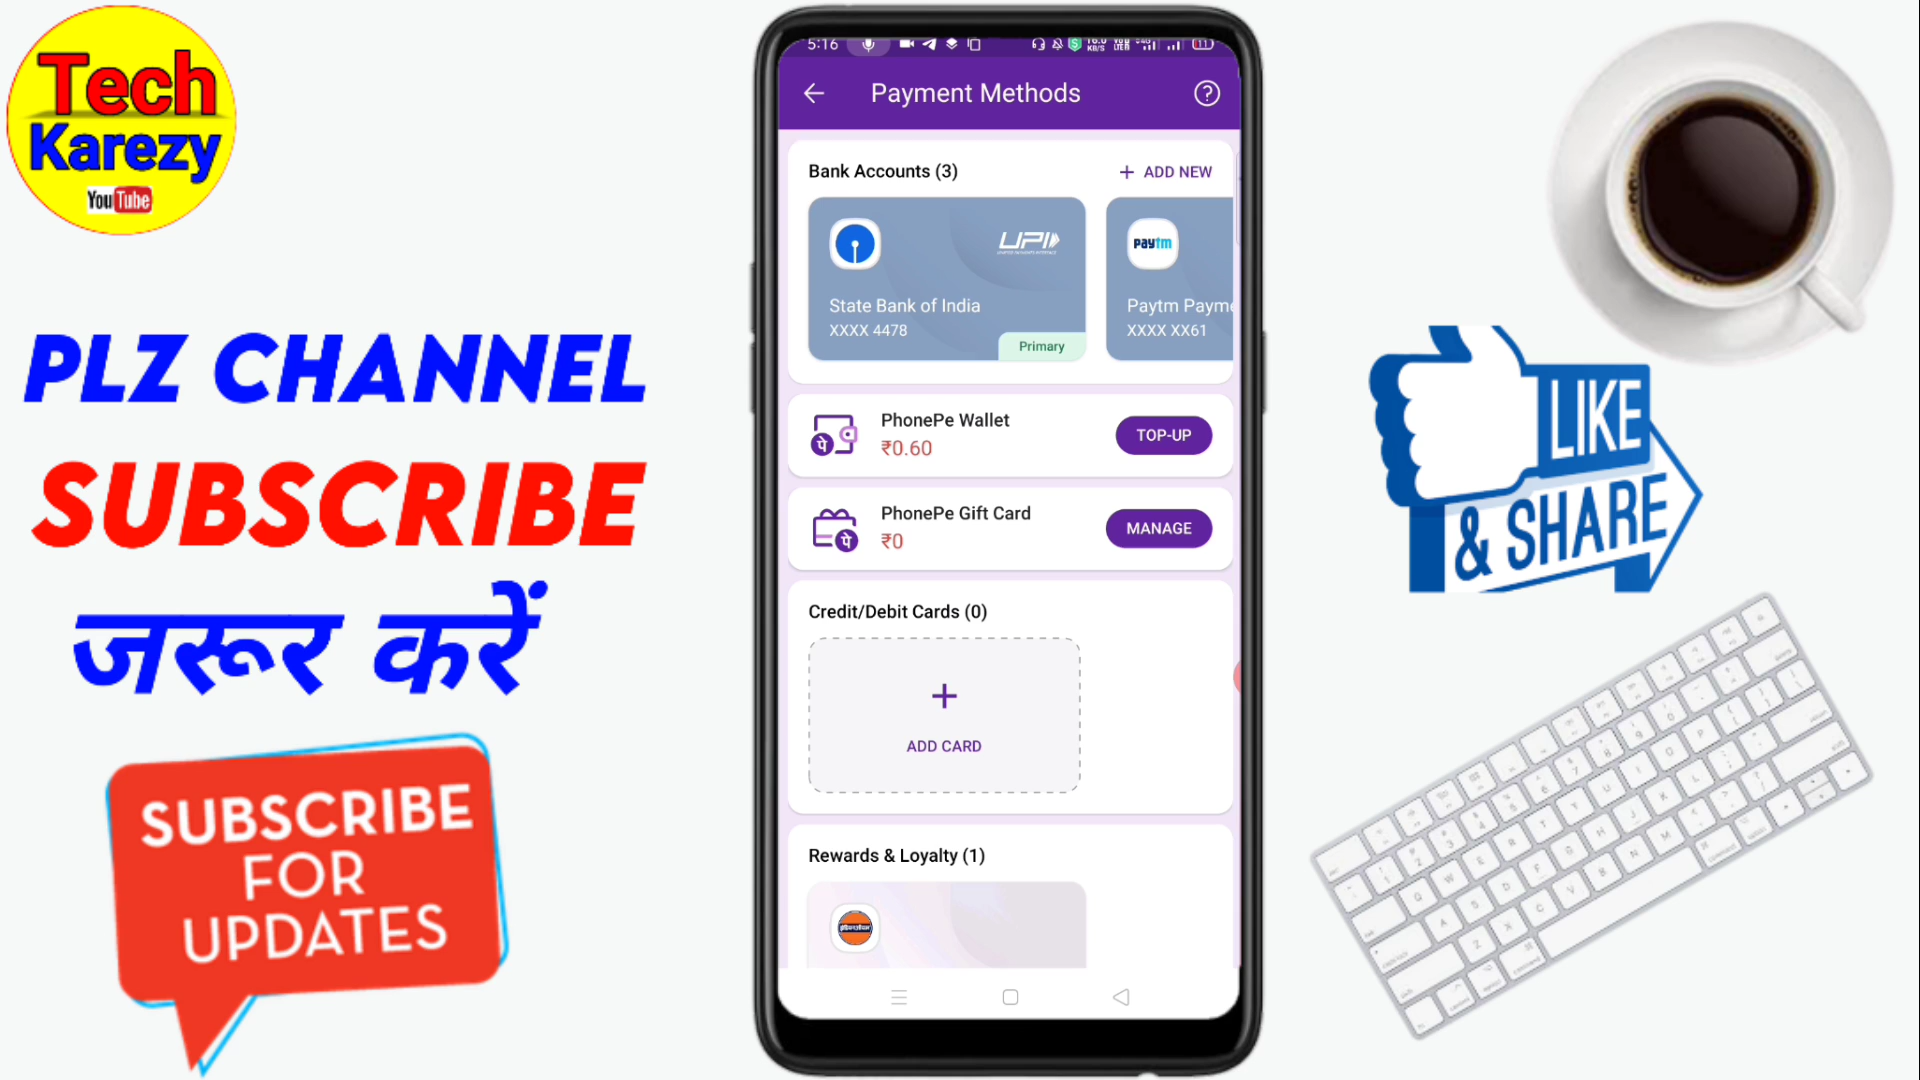 Tech
Karezy
YouTube
PLZ CHANNEL
SUBSCRIBE
जरूर करें
SUBSCRIBE
FOR
UPDATES
5:16
Payment Methods
Bank Accounts (3)
+ ADD NEW
UPI
State Bank of India
XXXX 4478
Primary
paytm
Paytm Payme
XXXX XX61
पे
PhonePe Wallet
₹0.60
TOP-UP
पे
PhonePe Gift Card
₹0
MANAGE
Credit/Debit Cards (0)
+
ADD CARD
Rewards & Loyalty (1)
LIKE
& SHARE